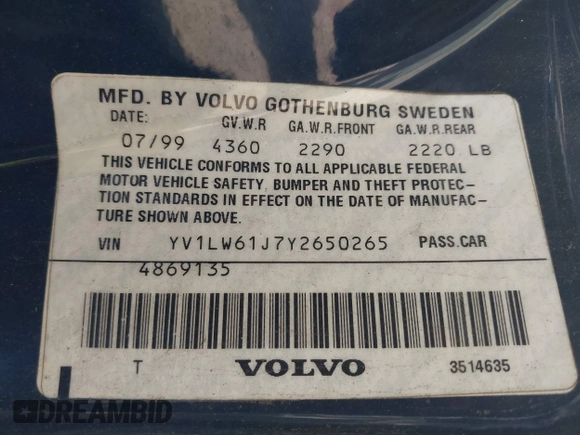 MFD. BY VOLVO GOTHENBURG SWEDEN
DATE: GV.W.R GA.W.R.FRONT GA.W.R.REAR
07/99 4360 2290 2220 LB
THIS VEHICLE CONFORMS TO ALL APPLICABLE FEDERAL
MOTOR VEHICLE SAFETY, BUMPER AND THEFT PROTEC-
TION STANDARDS IN EFFECT ON THE DATE OF MANUFAC-
TURE SHOWN ABOVE.
VIN YV1LW61J7Y2650265 PASS.CAR
4869135
T VOLVO 3514635
DREAMBID